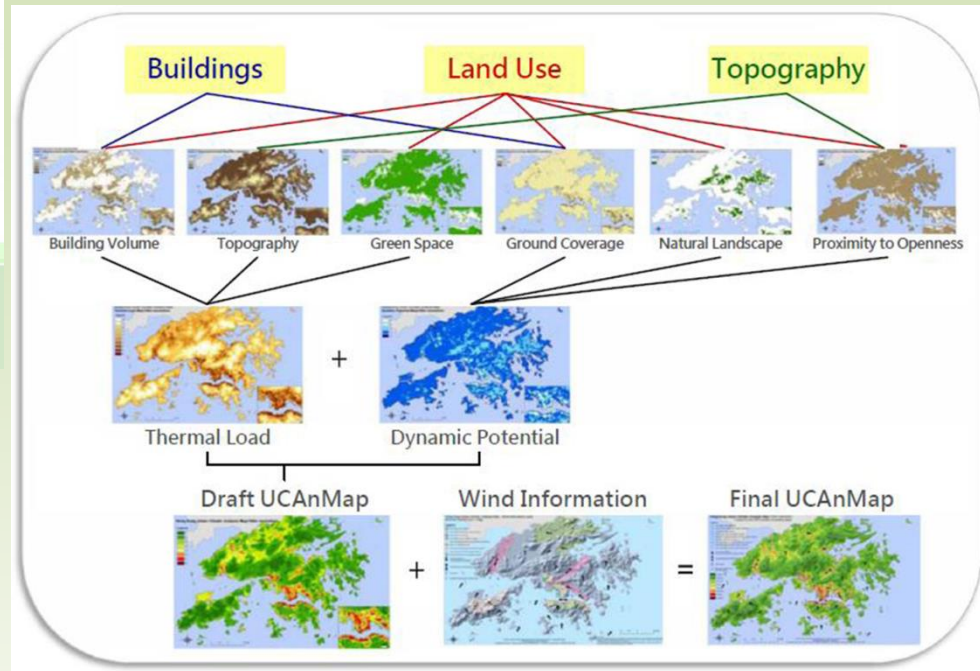 Buildings
Land Use
Topography
Building Volume
Topography
Green Space
Ground Coverage
Natural Landscape
Proximity to Openness
+
Thermal Load
Dynamic Potential
Draft UCAnMap
Wind Information
Final UCAnMap
+
=